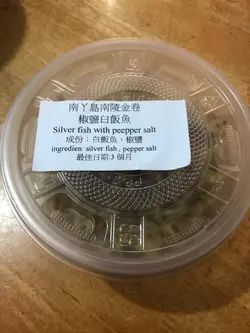 南丫島南陵金卷
椒鹽白飯魚
Silver fish with peepper salt
成份：白飯魚，椒鹽
ingredien: silver fish , pepper salt
最佳日期:3 個月